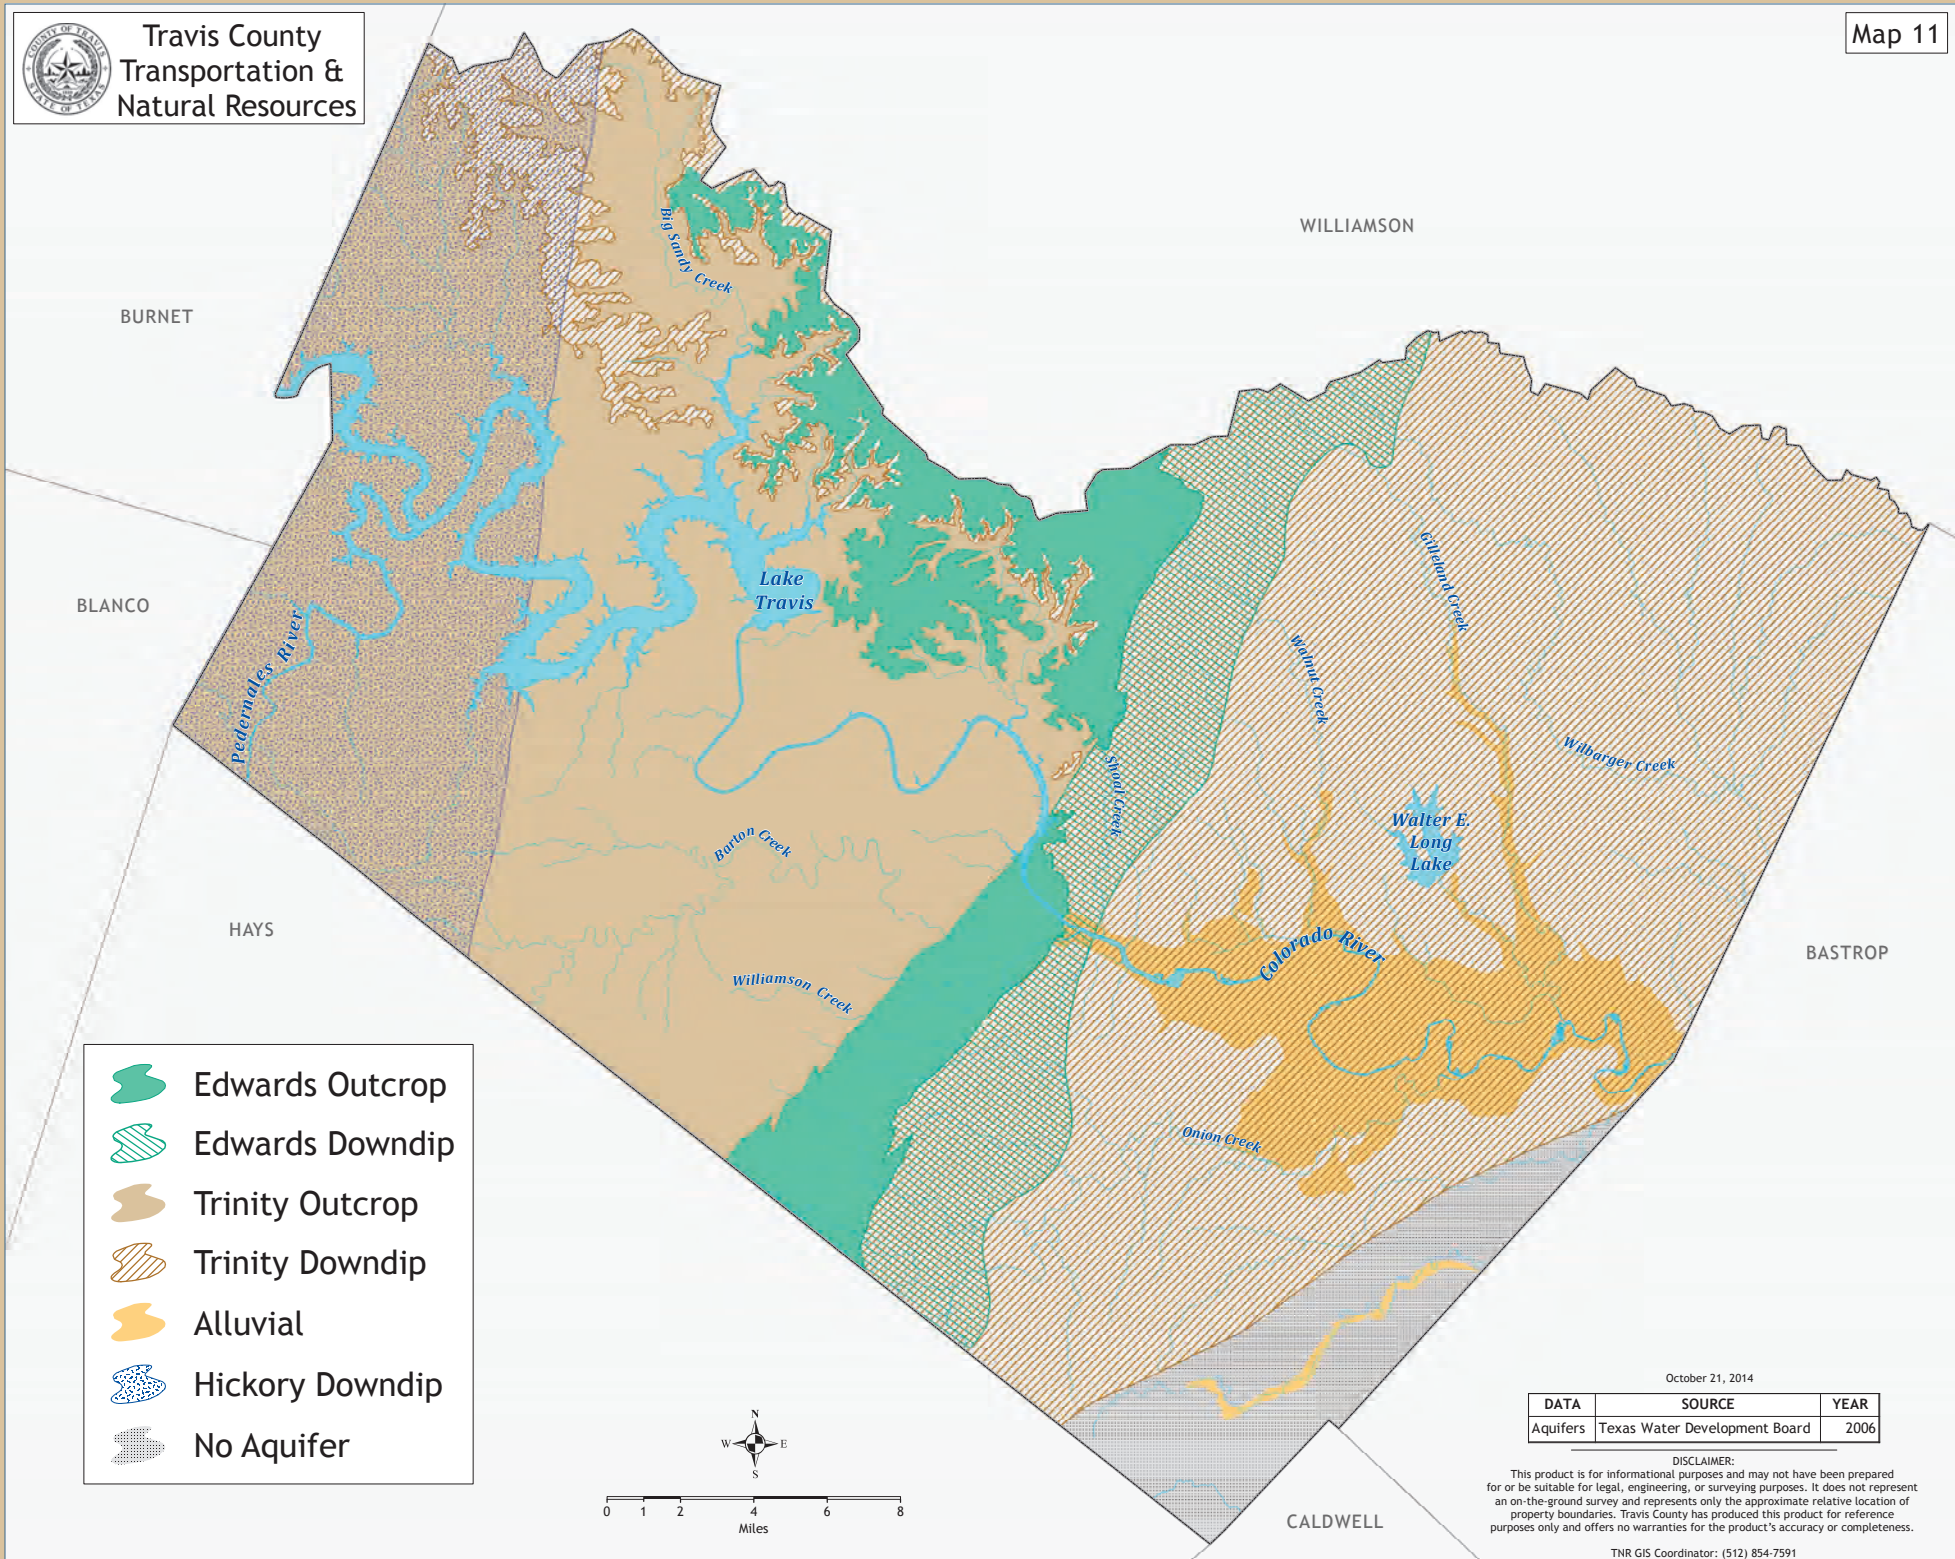 COUNTY OF TRAVIS
STATE OF TEXAS
Travis County
Transportation &
Natural Resources
Map 11
WILLIAMSON
BURNET
BLANCO
HAYS
BASTROP
CALDWELL
Big Sandy Creek
Lake
Travis
Pedernales River
Gilleland Creek
Walnut Creek
Wilbarger Creek
Shoal Creek
Walter E.
Long
Lake
Barton Creek
Williamson Creek
Colorado River
Onion Creek
Edwards Outcrop
Edwards Downdip
Trinity Outcrop
Trinity Downdip
Alluvial
Hickory Downdip
No Aquifer
N
W E
S
0 1 2 4 6 8
Miles
October 21, 2014
DATA SOURCE YEAR
Aquifers Texas Water Development Board 2006
DISCLAIMER:
This product is for informational purposes and may not have been prepared
for or be suitable for legal, engineering, or surveying purposes. It does not represent
an on-the-ground survey and represents only the approximate relative location of
property boundaries. Travis County has produced this product for reference
purposes only and offers no warranties for the product's accuracy or completeness.
TNR GIS Coordinator: (512) 854-7591